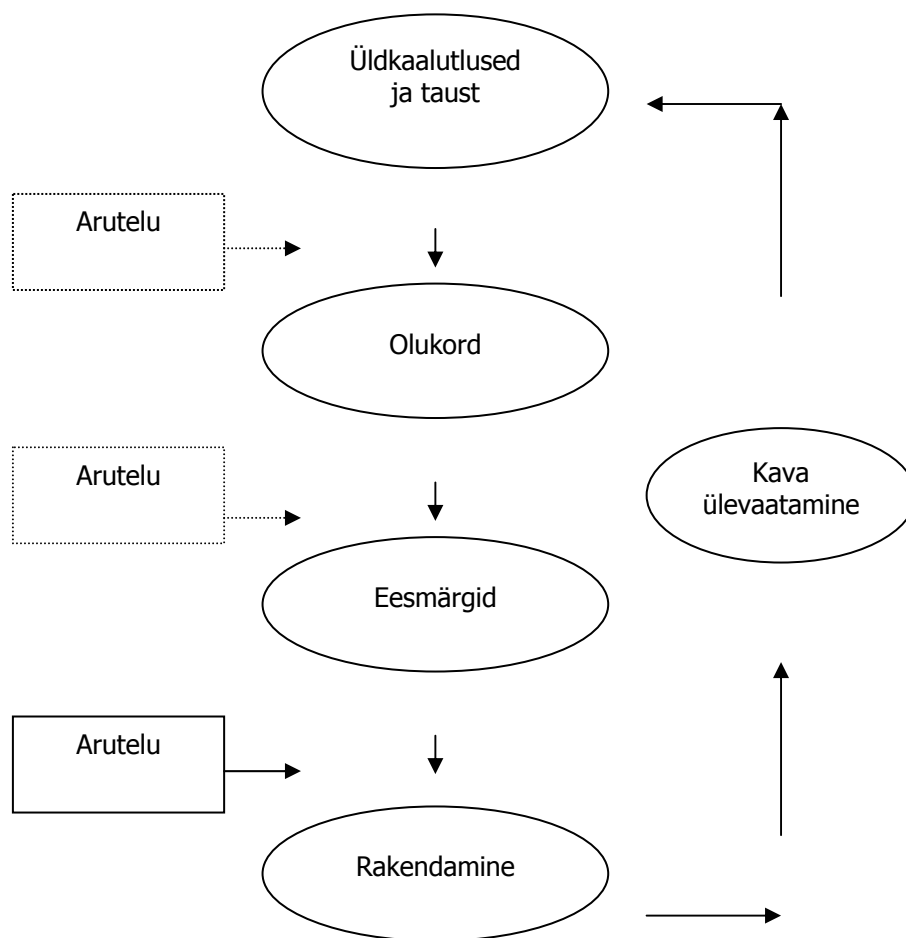 Üldkaalutlused
ja taust
Arutelu
Olukord
Arutelu
Kava
ülevaatamine
Eesmärgid
Arutelu
Rakendamine